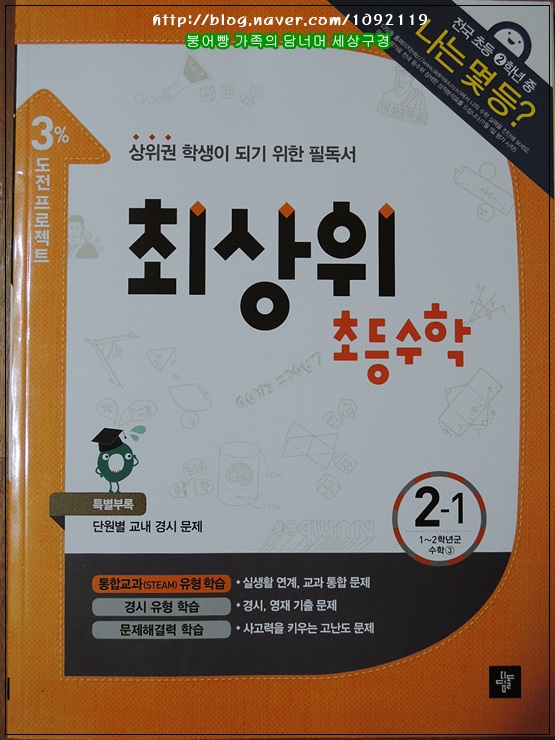 http://blog.naver.com/1092119
붕어빵 가족의 담너머 세상구경
전국 초등 2학년 중
나는 몇 등?
3%
도전 프로젝트
상위권 학생이 되기 위한 필독서
최상위
초등수학
특별부록
단원별 교내 경시 문제
2-1
1~2학년군
수학③
통합교과(STEAM) 유형 학습 • 실생활 연계, 교과 통합 문제
경시 유형 학습 • 경시, 영재 기출 문제
문제해결력 학습 • 사고력을 키우는 고난도 문제
디딤돌